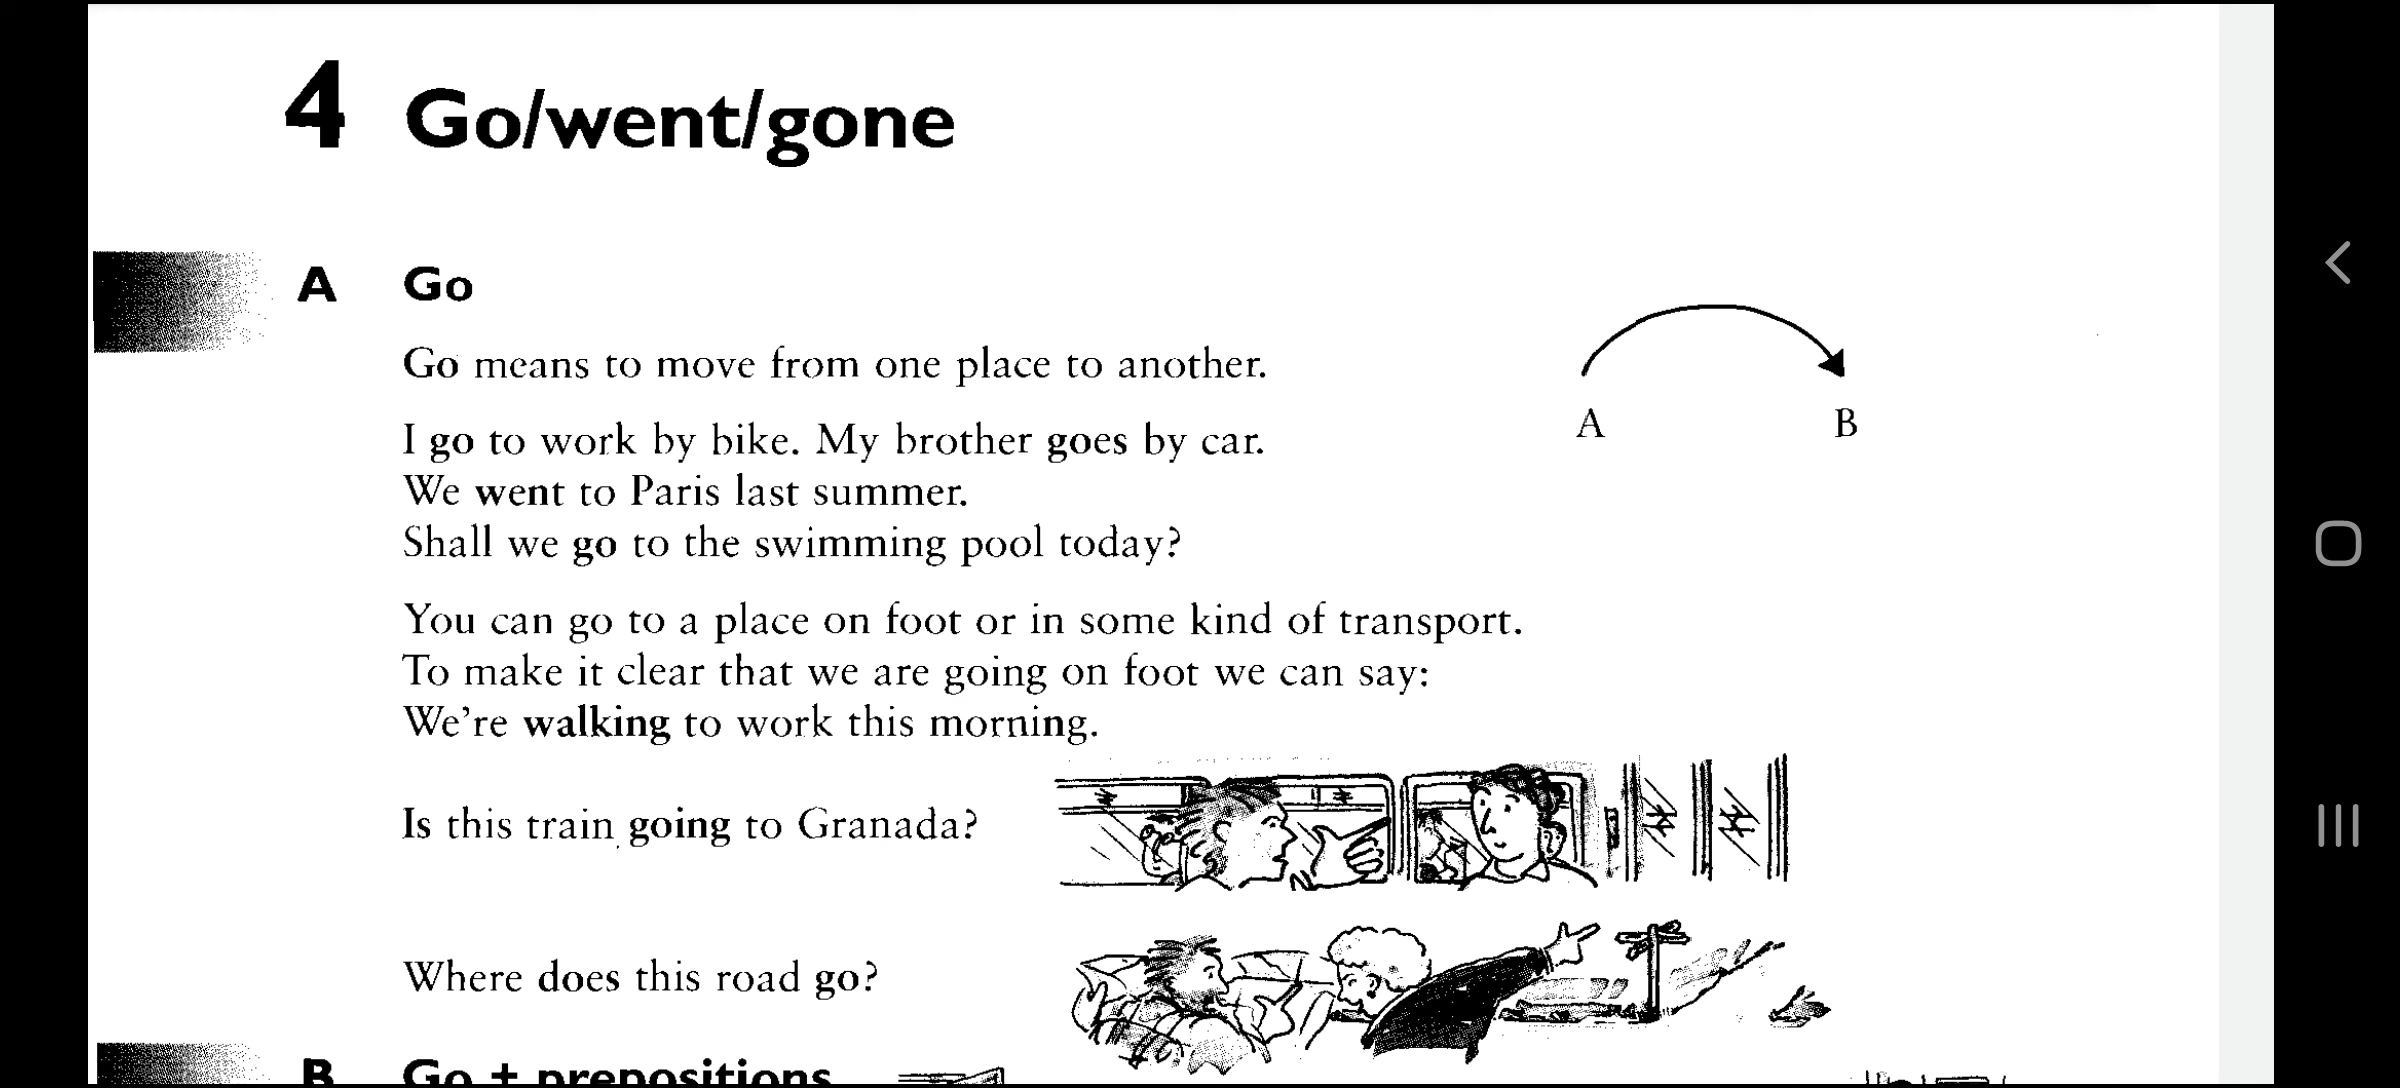 4 Go/went/gone
A Go
Go means to move from one place to another.
I go to work by bike. My brother goes by car.
We went to Paris last summer.
Shall we go to the swimming pool today?
A B
You can go to a place on foot or in some kind of transport.
To make it clear that we are going on foot we can say:
We're walking to work this morning.
Is this train going to Granada?
Where does this road go?
B Go + prepositions